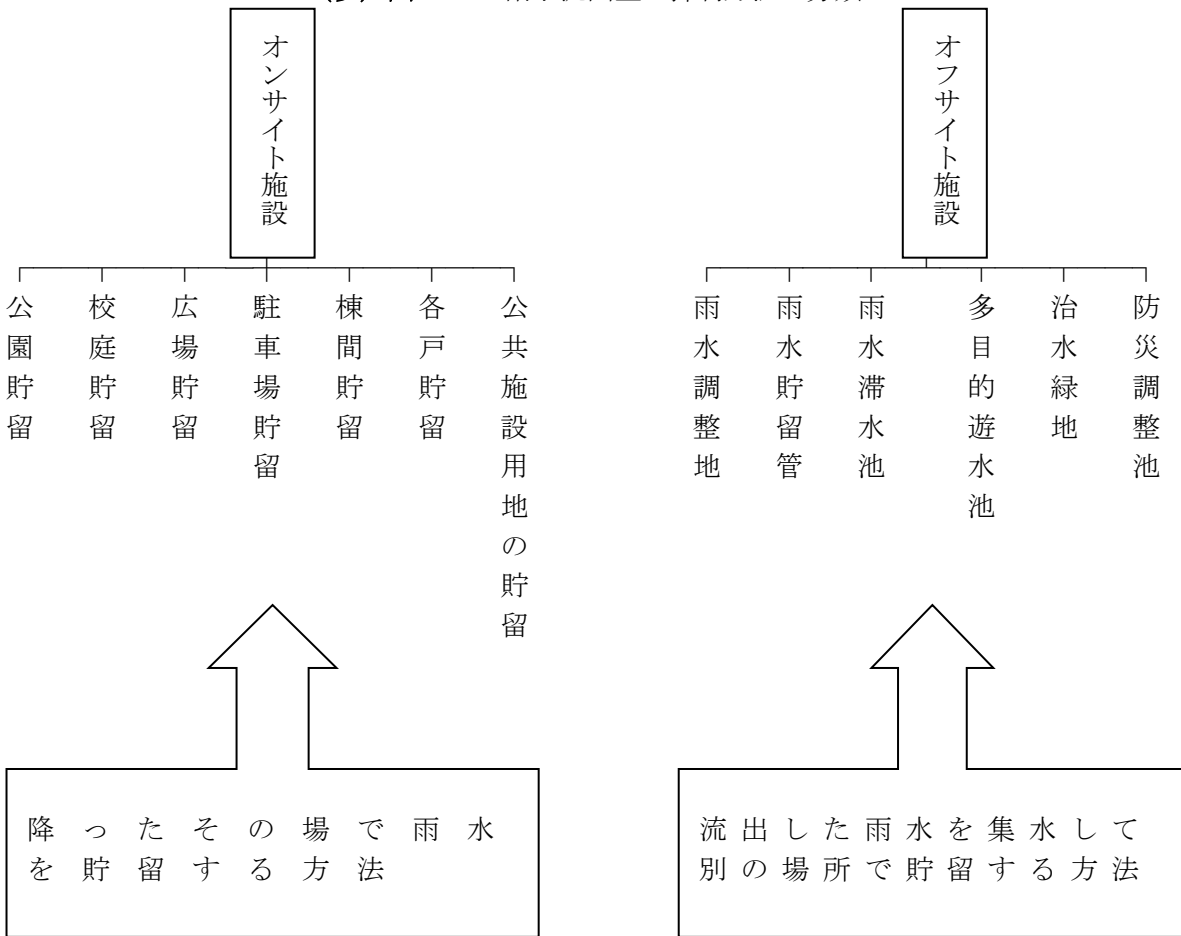 オンサイト施設
公園貯留
校庭貯留
広場貯留
駐車場貯留
棟間貯留
各戸貯留
公共施設用地の貯留
降ったその場で雨水
を貯留する方法
オフサイト施設
雨水調整地
雨水貯留管
雨水滞水池
多目的遊水池
治水緑地
防災調整池
流出した雨水を集水して
別の場所で貯留する方法